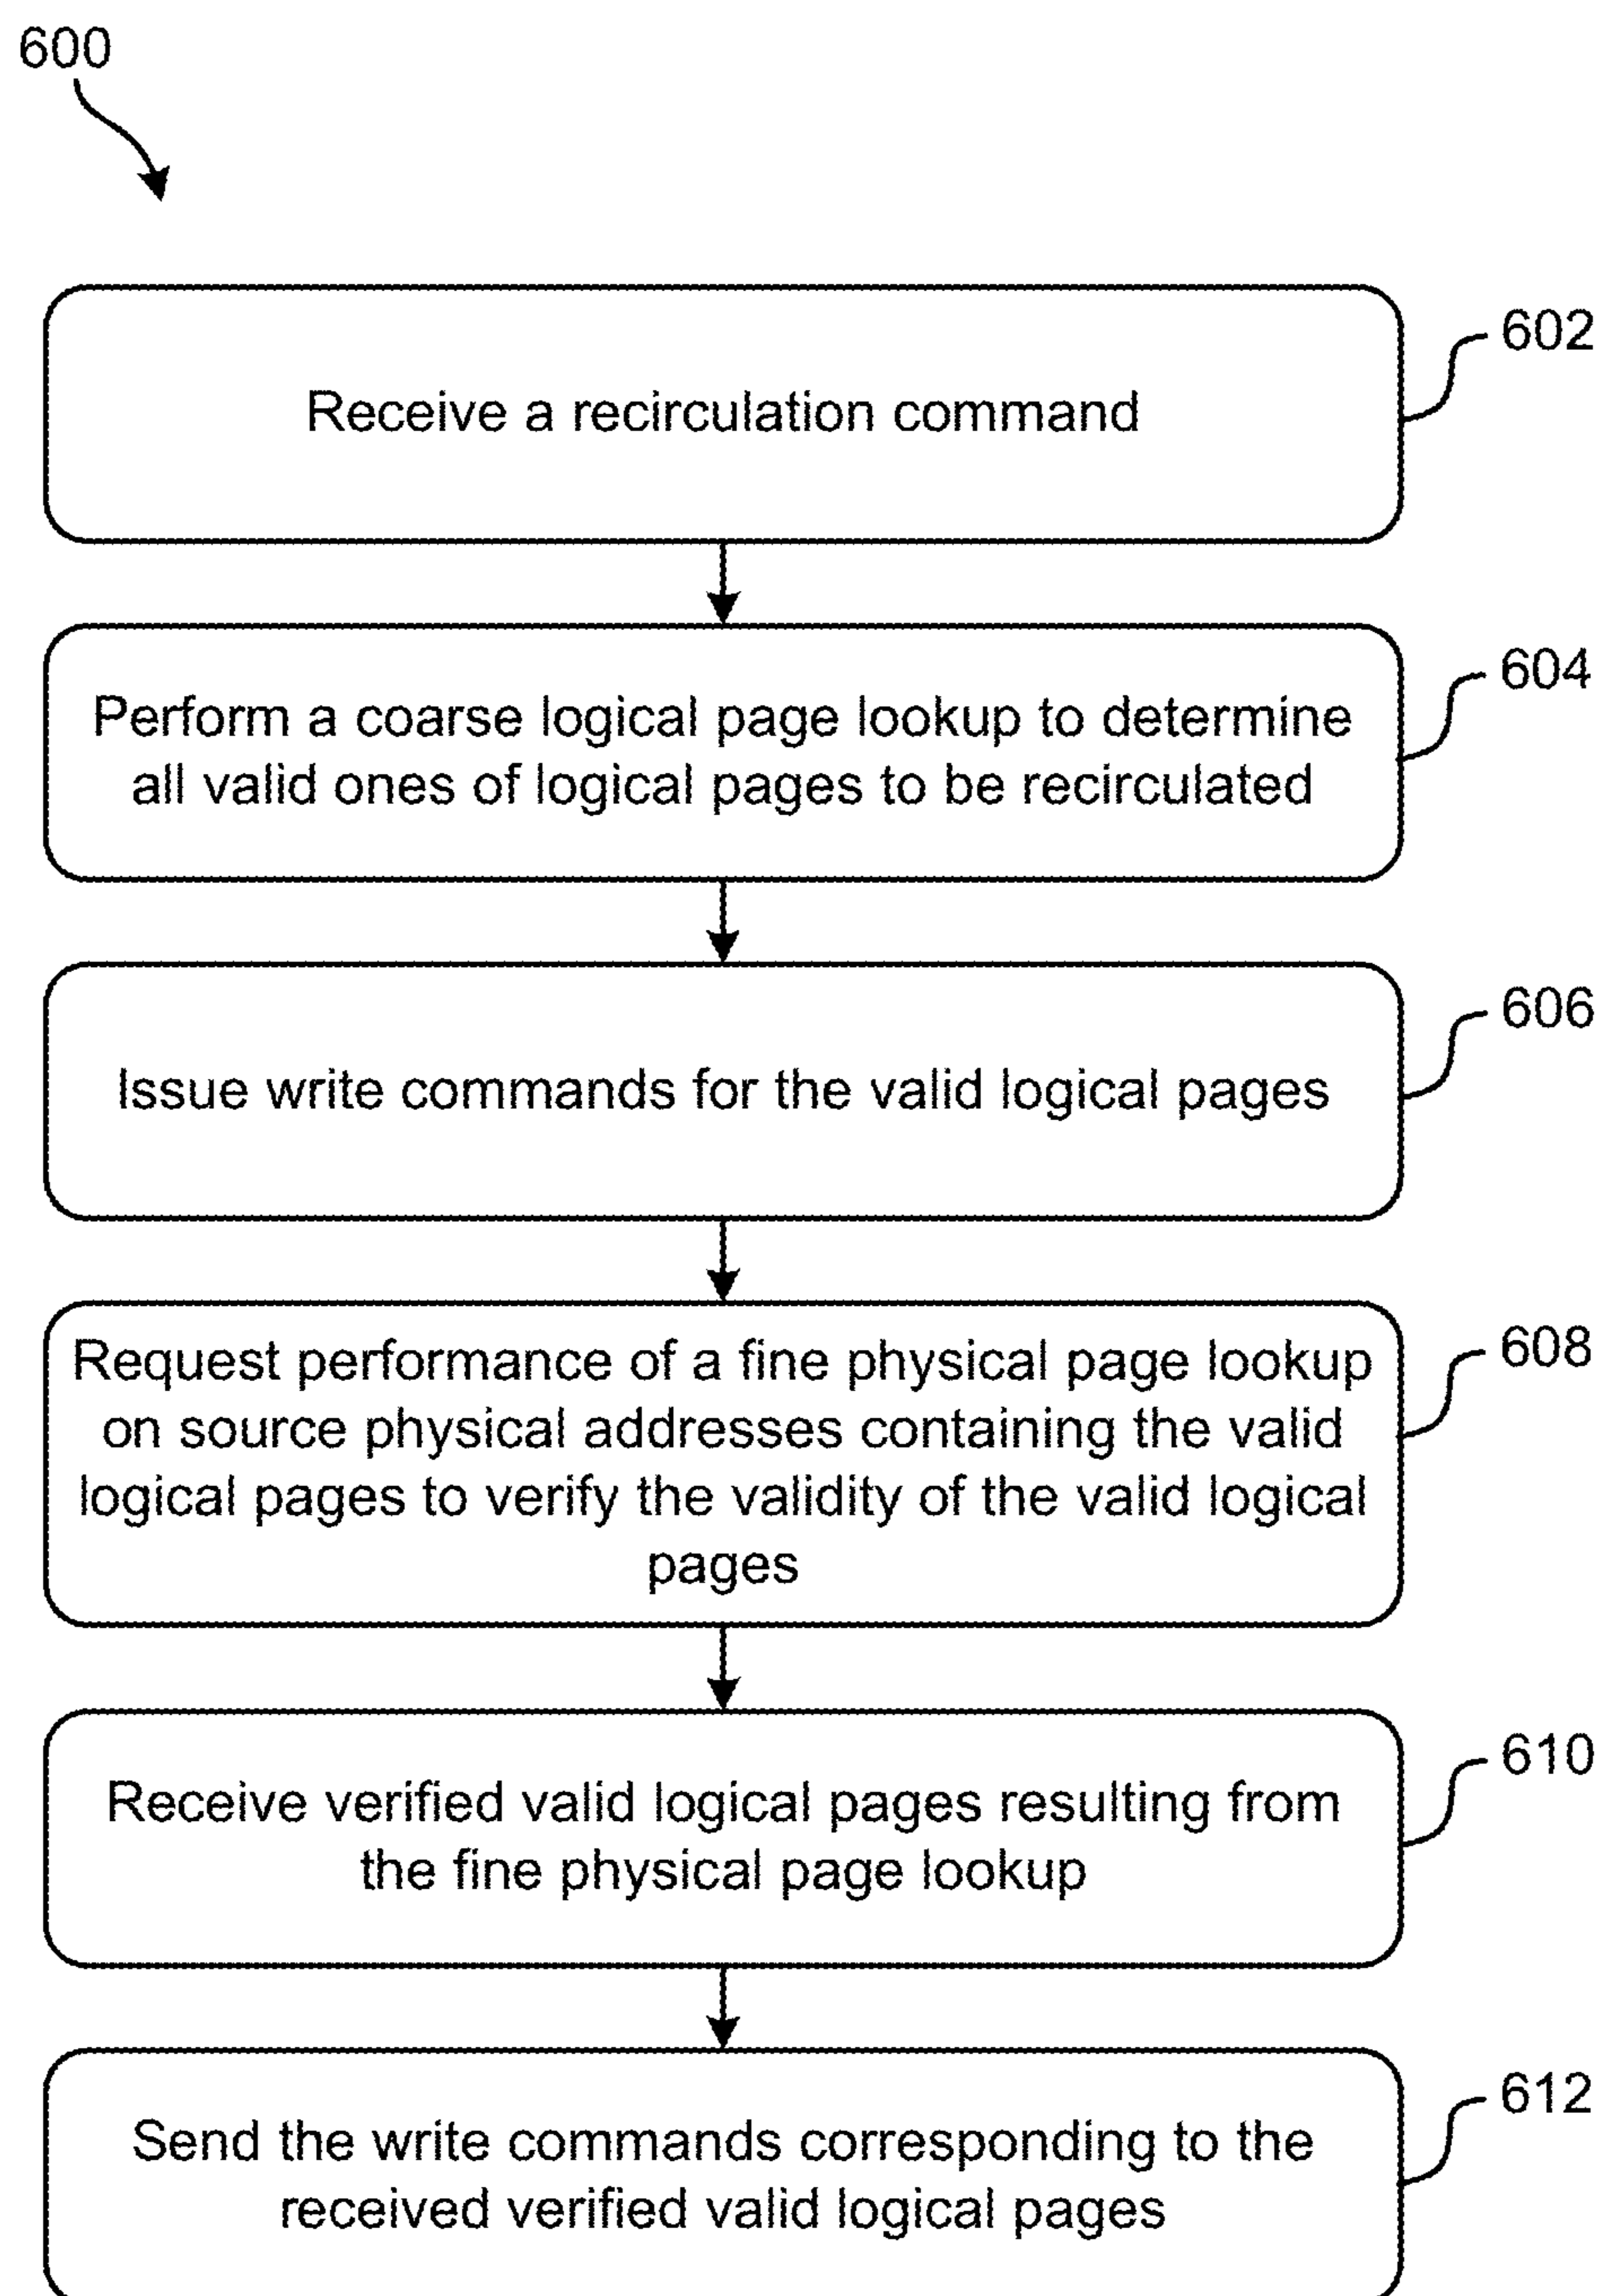 600
602
Receive a recirculation command
604
Perform a coarse logical page lookup to determine
all valid ones of logical pages to be recirculated
606
Issue write commands for the valid logical pages
608
Request performance of a fine physical page lookup
on source physical addresses containing the valid
logical pages to verify the validity of the valid logical
pages
610
Receive verified valid logical pages resulting from
the fine physical page lookup
612
Send the write commands corresponding to the
received verified valid logical pages